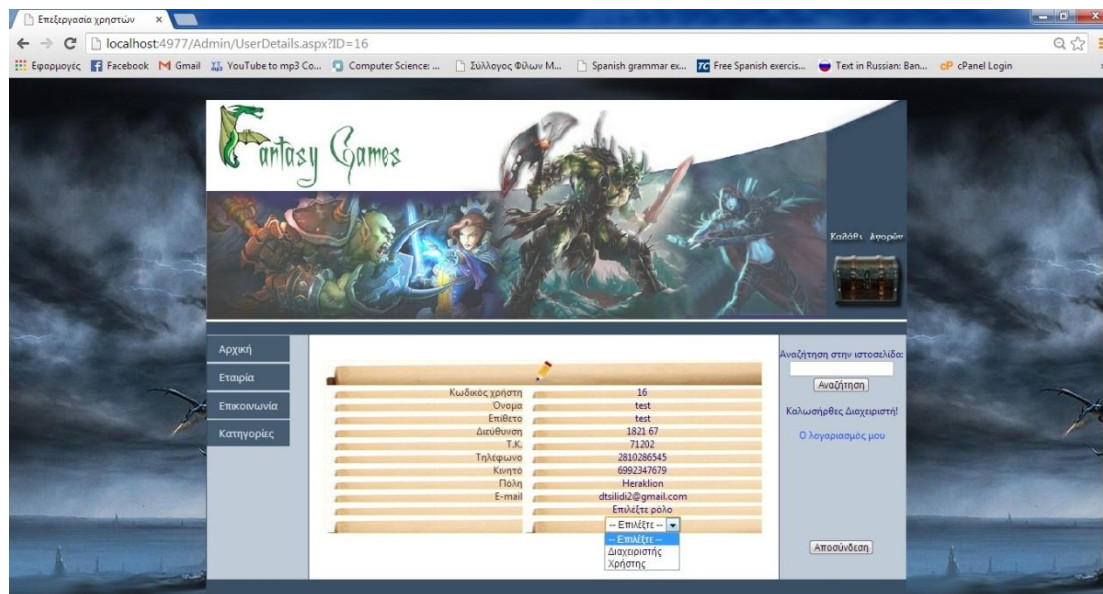 Επεξεργασία χρηστών
localhost:4977/Admin/UserDetails.aspx?ID=16
Εφαρμογές Facebook Gmail YouTube to mp3 Co... Computer Science: ... Σύλλογος Φίλων Μ... Spanish grammar ex... Free Spanish exercis... Text in Russian: Ban... cPanel Login
Fantasy Games
Καλάθι Αγορών
Αρχική
Εταιρία
Επικοινωνία
Κατηγορίες
Κωδικός χρήστη 16
Όνομα test
Επίθετο test
Διεύθυνση 1821 67
Τ.Κ. 71202
Τηλέφωνο 2810286545
Κινητό 6992347679
Πόλη Heraklion
E-mail dtsilidi2@gmail.com
Επιλέξτε ρόλο
-- Επιλέξτε --
-- Επιλέξτε --
Διαχειριστής
Χρήστης
Αναζήτηση στην ιστοσελίδα:
Αναζήτηση
Καλωσήρθες Διαχειριστή!
Ο λογαριασμός μου
Αποσύνδεση